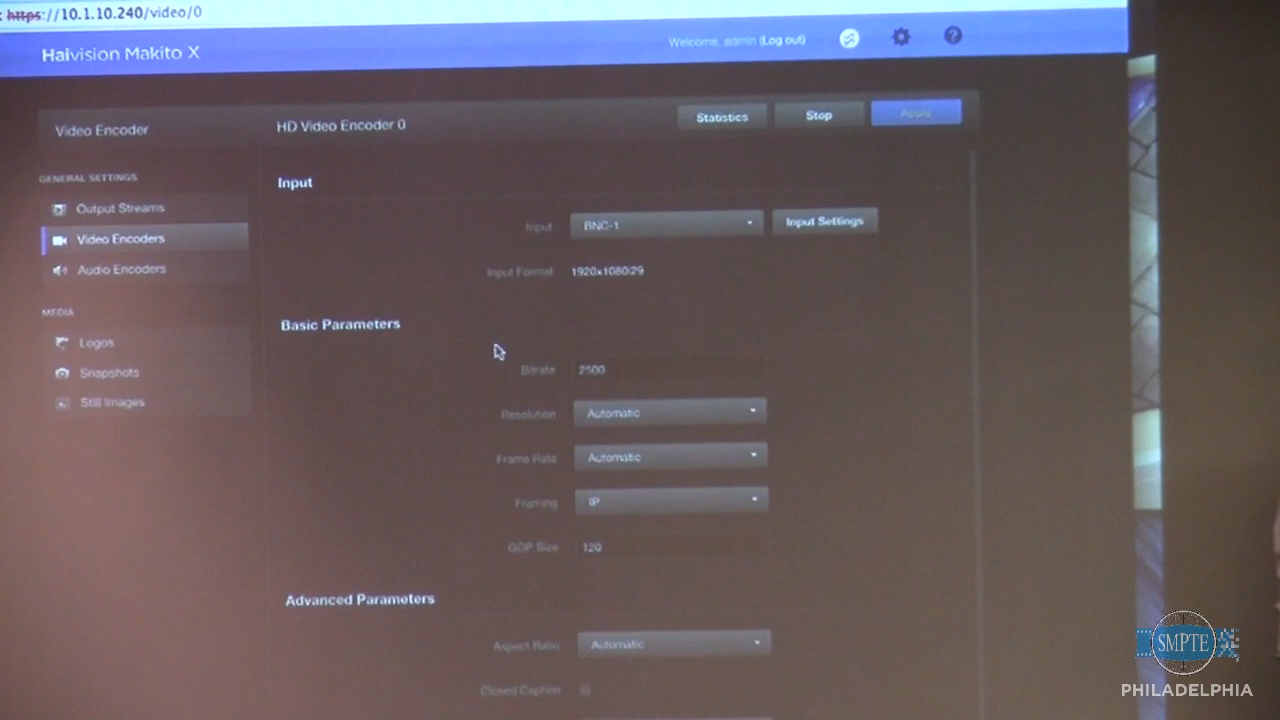 https://10.1.10.240/video/0
Haivision Makito X
Welcome, admin (Log out)
Video Encoder
HD Video Encoder 0
Statistics
Stop
Apply
GENERAL SETTINGS
Output Streams
Video Encoders
Audio Encoders
MEDIA
Logos
Snapshots
Still Images
Input
Input
BNC-1
Input Settings
Input Format
1920x1080i29
Basic Parameters
Bitrate
2500
Resolution
Automatic
Frame Rate
Automatic
Framing
IP
GOP Size
120
Advanced Parameters
Aspect Ratio
Automatic
Closed Caption
SMPTE
PHILADELPHIA